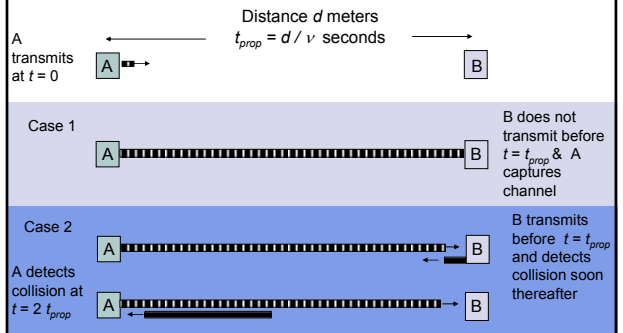 Distance d meters
t_prop = d / ν seconds
A
transmits
at t = 0
A
B
Case 1
A
B
B does not
transmit before
t = t_prop & A
captures
channel
Case 2
A
B
B transmits
before t = t_prop
and detects
collision soon
thereafter
A detects
collision at
t = 2 t_prop
A
B